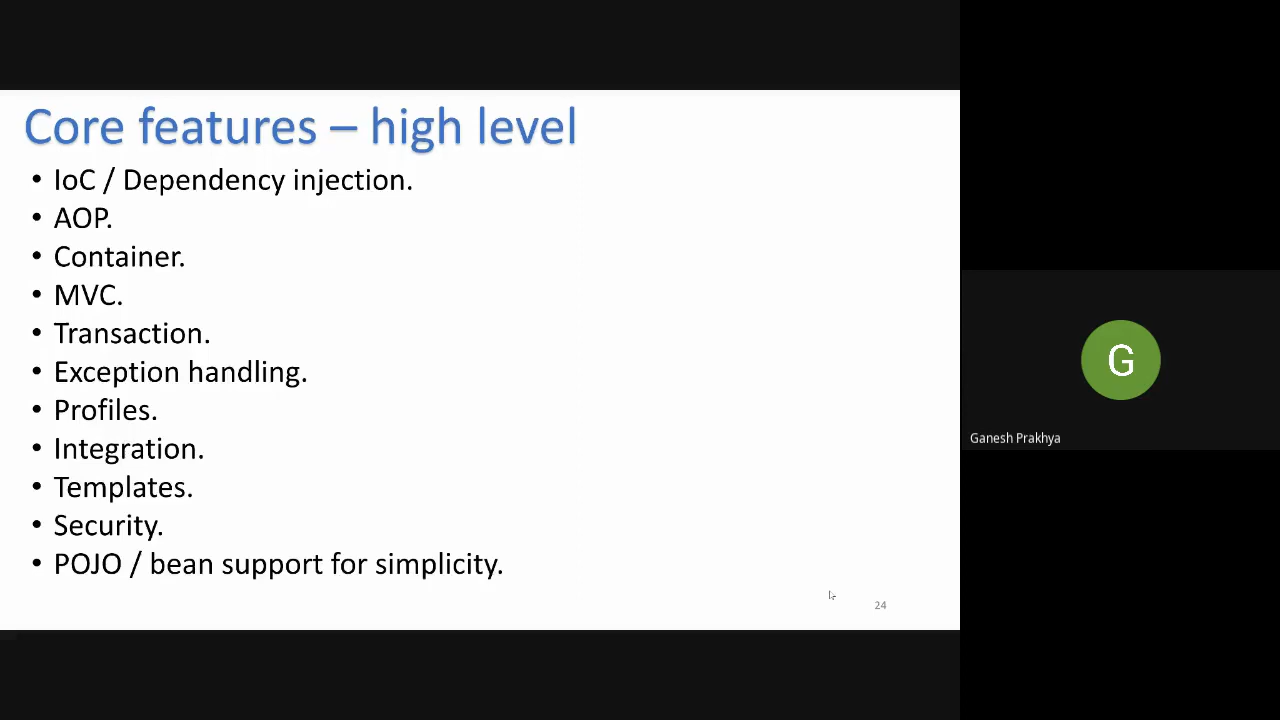 Core features – high level
• IoC / Dependency injection.
• AOP.
• Container.
• MVC.
• Transaction.
• Exception handling.
• Profiles.
• Integration.
• Templates.
• Security.
• POJO / bean support for simplicity.
24
G
Ganesh Prakhya